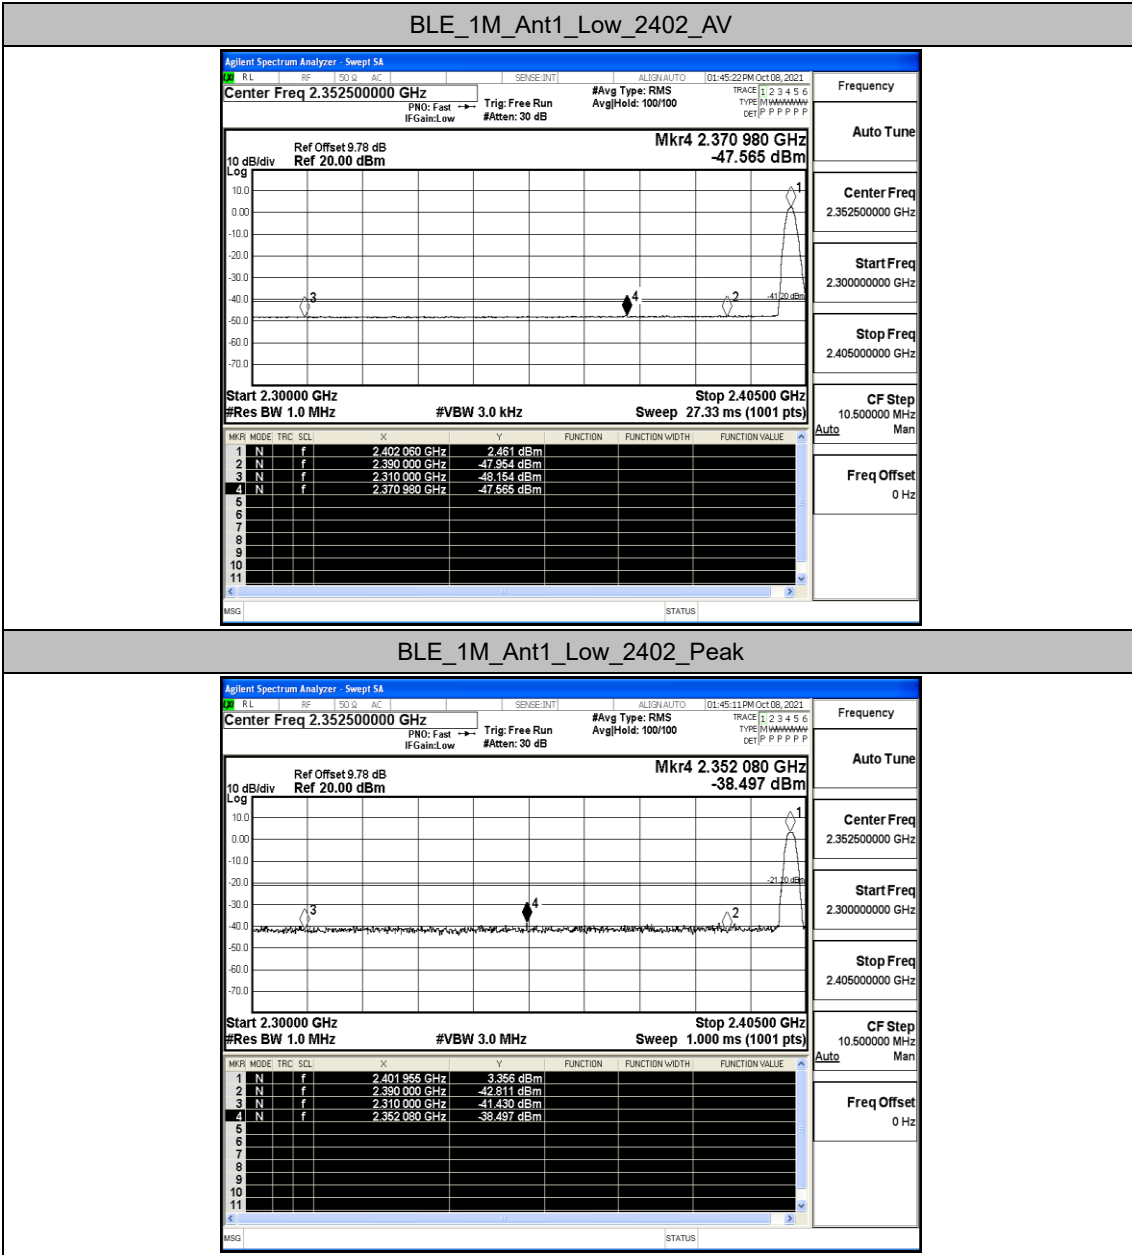 BLE_1M_Ant1_Low_2402_AV
Agilent Spectrum Analyzer - Swept SA
RL RF 50 Ω AC SENSE:INT ALIGNAUTO 01:45:22 PM Oct 08, 2021
Center Freq 2.352500000 GHz
PNO: Fast
IFGain:Low
Trig: Free Run
#Atten: 30 dB
#Avg Type: RMS
Avg|Hold: 100/100
TRACE 1 2 3 4 5 6
TYPE M
DET P P P P P P
Ref Offset 9.78 dB
10 dB/div Ref 20.00 dBm
Log
Mkr4 2.370 980 GHz
-47.565 dBm
10.0
0.00
-10.0
-20.0
-30.0
-40.0
-50.0
-60.0
-70.0
1
2
3
4
-41.20 dBm
Start 2.30000 GHz Stop 2.40500 GHz
#Res BW 1.0 MHz #VBW 3.0 kHz Sweep 27.33 ms (1001 pts)
MKR MODE TRC SCL X Y FUNCTION FUNCTION WIDTH FUNCTION VALUE
1 N f 2.402 060 GHz 2.461 dBm
2 N f 2.390 000 GHz -47.954 dBm
3 N f 2.310 000 GHz -48.154 dBm
4 N f 2.370 980 GHz -47.565 dBm
5
6
7
8
9
10
11
MSG STATUS
Frequency
Auto Tune
Center Freq
2.352500000 GHz
Start Freq
2.300000000 GHz
Stop Freq
2.405000000 GHz
CF Step
10.500000 MHz
Auto Man
Freq Offset
0 Hz
BLE_1M_Ant1_Low_2402_Peak
Agilent Spectrum Analyzer - Swept SA
RL RF 50 Ω AC SENSE:INT ALIGNAUTO 01:45:11 PM Oct 08, 2021
Center Freq 2.352500000 GHz
PNO: Fast
IFGain:Low
Trig: Free Run
#Atten: 30 dB
#Avg Type: RMS
Avg|Hold: 100/100
TRACE 1 2 3 4 5 6
TYPE M
DET P P P P P P
Ref Offset 9.78 dB
10 dB/div Ref 20.00 dBm
Log
Mkr4 2.352 080 GHz
-38.497 dBm
10.0
0.00
-10.0
-20.0
-30.0
-40.0
-50.0
-60.0
-70.0
1
2
3
4
-21.20 dBm
Start 2.30000 GHz Stop 2.40500 GHz
#Res BW 1.0 MHz #VBW 3.0 MHz Sweep 1.000 ms (1001 pts)
MKR MODE TRC SCL X Y FUNCTION FUNCTION WIDTH FUNCTION VALUE
1 N f 2.401 955 GHz 3.356 dBm
2 N f 2.390 000 GHz -42.811 dBm
3 N f 2.310 000 GHz -41.430 dBm
4 N f 2.352 080 GHz -38.497 dBm
5
6
7
8
9
10
11
MSG STATUS
Frequency
Auto Tune
Center Freq
2.352500000 GHz
Start Freq
2.300000000 GHz
Stop Freq
2.405000000 GHz
CF Step
10.500000 MHz
Auto Man
Freq Offset
0 Hz